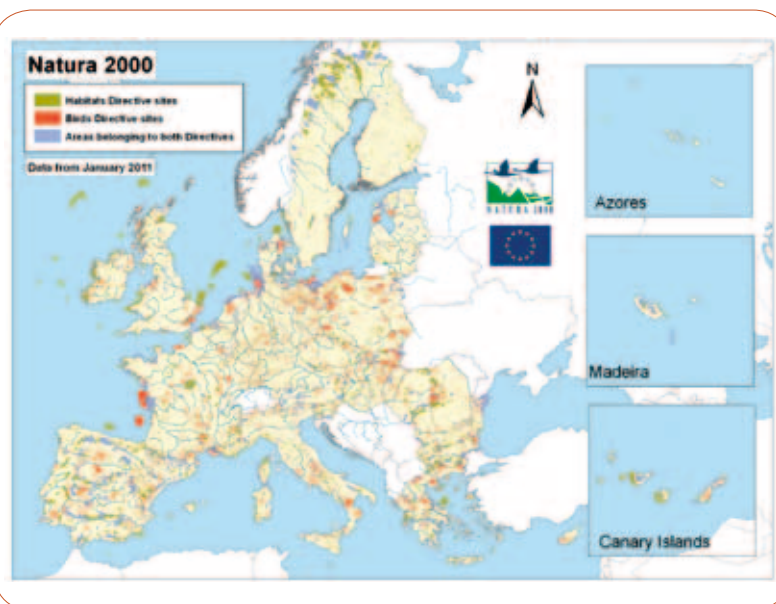 Natura 2000
Habitats Directive sites
Birds Directive sites
Areas belonging to both Directives
Data from January 2011
N
NATURA 2000
Azores
Madeira
Canary Islands